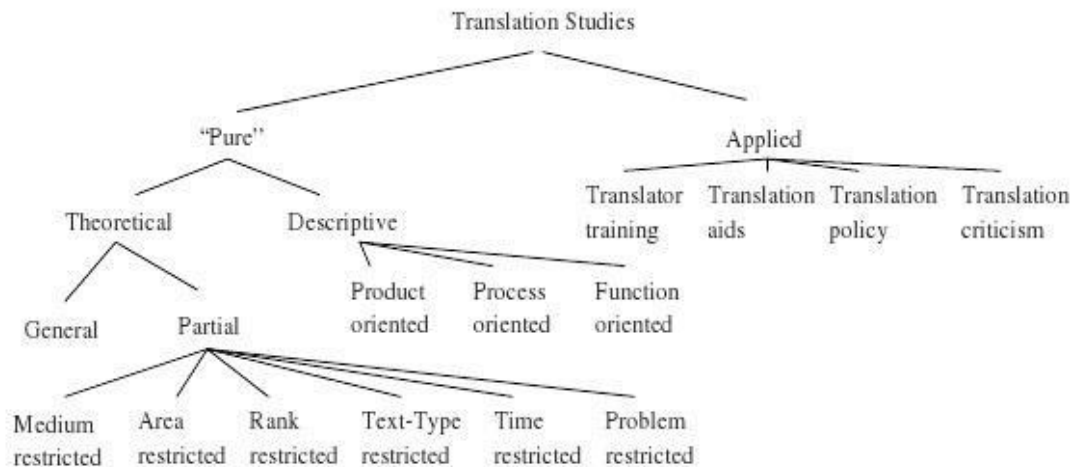 Translation Studies
“Pure”
Applied
Theoretical
Descriptive
Translator
training
Translation
aids
Translation
policy
Translation
criticism
General
Partial
Product
oriented
Process
oriented
Function
oriented
Medium
restricted
Area
restricted
Rank
restricted
Text-Type
restricted
Time
restricted
Problem
restricted